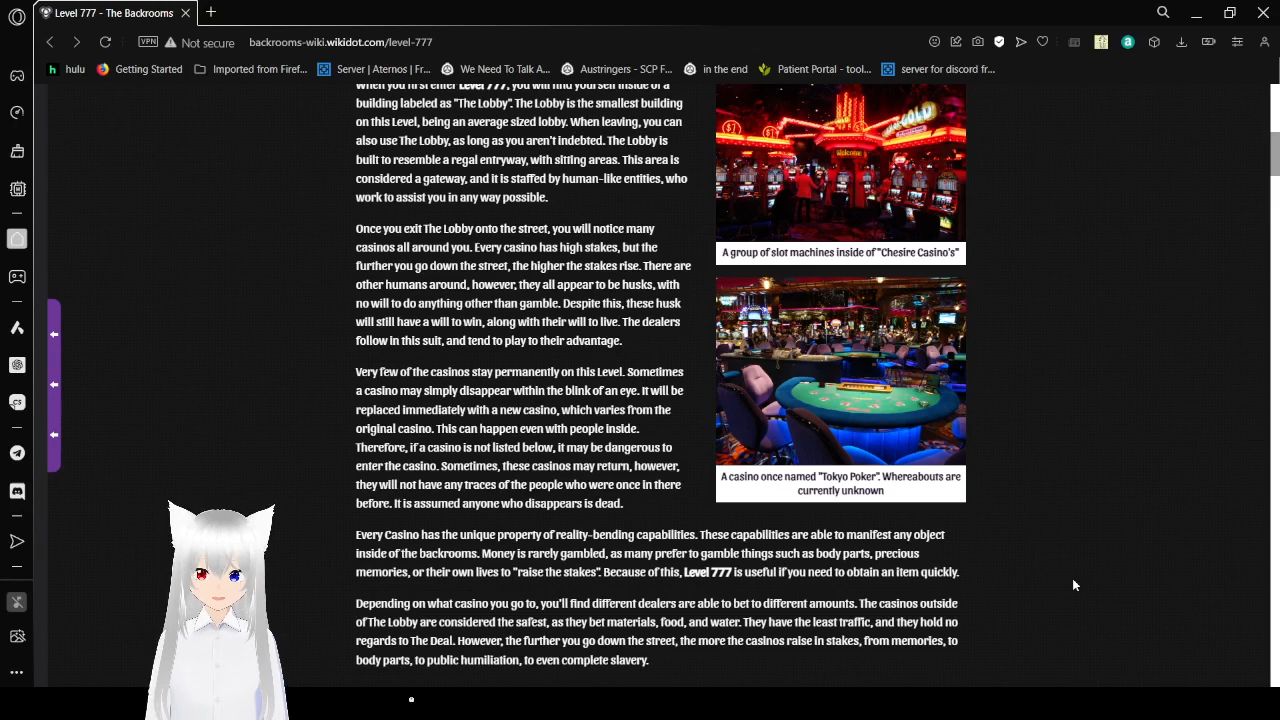 Level 777 - The Backrooms
VPN
Not secure
backrooms-wiki.wikidot.com/level-777
hulu
Getting Started
Imported from Firef...
Server | Aternos | Fr...
We Need To Talk A...
Austringers - SCP F...
in the end
Patient Portal - tool...
server for discord fr...
When you first enter Level 777, you will find yourself inside of a
building labeled as "The Lobby". The Lobby is the smallest building
on this Level, being an average sized lobby. When leaving, you can
also use The Lobby, as long as you aren't indebted. The Lobby is
built to resemble a regal entryway, with sitting areas. This area is
considered a gateway, and it is staffed by human-like entities, who
work to assist you in any way possible.
Once you exit The Lobby onto the street, you will notice many
casinos all around you. Every casino has high stakes, but the
further you go down the street, the higher the stakes rise. There are
other humans around, however, they all appear to be husks, with
no will to do anything other than gamble. Despite this, these husk
will still have a will to win, along with their will to live. The dealers
follow in this suit, and tend to play to their advantage.
Very few of the casinos stay permanently on this Level. Sometimes
a casino may simply disappear within the blink of an eye. It will be
replaced immediately with a new casino, which varies from the
original casino. This can happen even with people inside.
Therefore, if a casino is not listed below, it may be dangerous to
enter the casino. Sometimes, these casinos may return, however,
they will not have any traces of the people who were once in there
before. It is assumed anyone who disappears is dead.
$1
$1
GOLD
Welcome
A group of slot machines inside of "Chesire Casino's"
A casino once named "Tokyo Poker". Whereabouts are
currently unknown
Every Casino has the unique property of reality-bending capabilities. These capabilities are able to manifest any object
inside of the backrooms. Money is rarely gambled, as many prefer to gamble things such as body parts, precious
memories, or their own lives to "raise the stakes". Because of this, Level 777 is useful if you need to obtain an item quickly.
Depending on what casino you go to, you'll find different dealers are able to bet to different amounts. The casinos outside
of The Lobby are considered the safest, as they bet materials, food, and water. They have the least traffic, and they hold no
regards to The Deal. However, the further you go down the street, the more the casinos raise in stakes, from memories, to
body parts, to public humiliation, to even complete slavery.